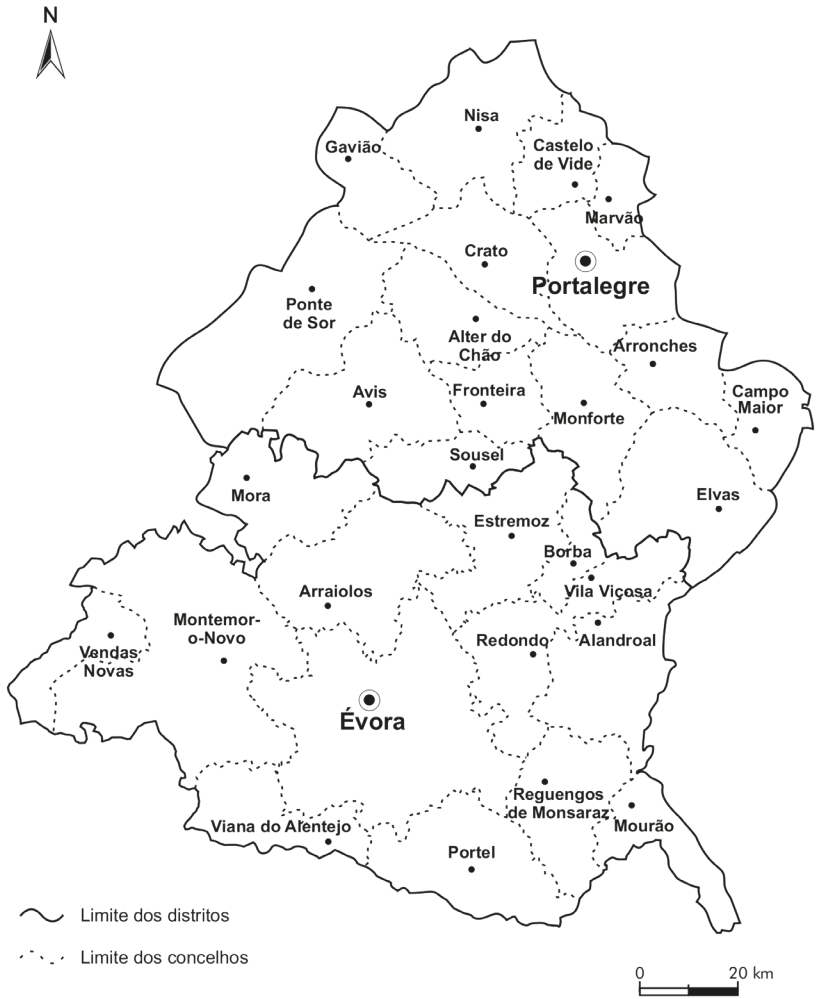 N
Nisa
Gavião
Castelo
de Vide
Marvão
Crato
Portalegre
Ponte
de Sor
Alter do
Chão
Arronches
Avis
Fronteira
Monforte
Campo
Maior
Sousel
Mora
Elvas
Estremoz
Borba
Vila Viçosa
Arraiolos
Montemor-
o-Novo
Redondo
Alandroal
Vendas
Novas
Évora
Reguengos
de Monsaraz
Mourão
Viana do Alentejo
Portel
Limite dos distritos
Limite dos concelhos
0 20 km